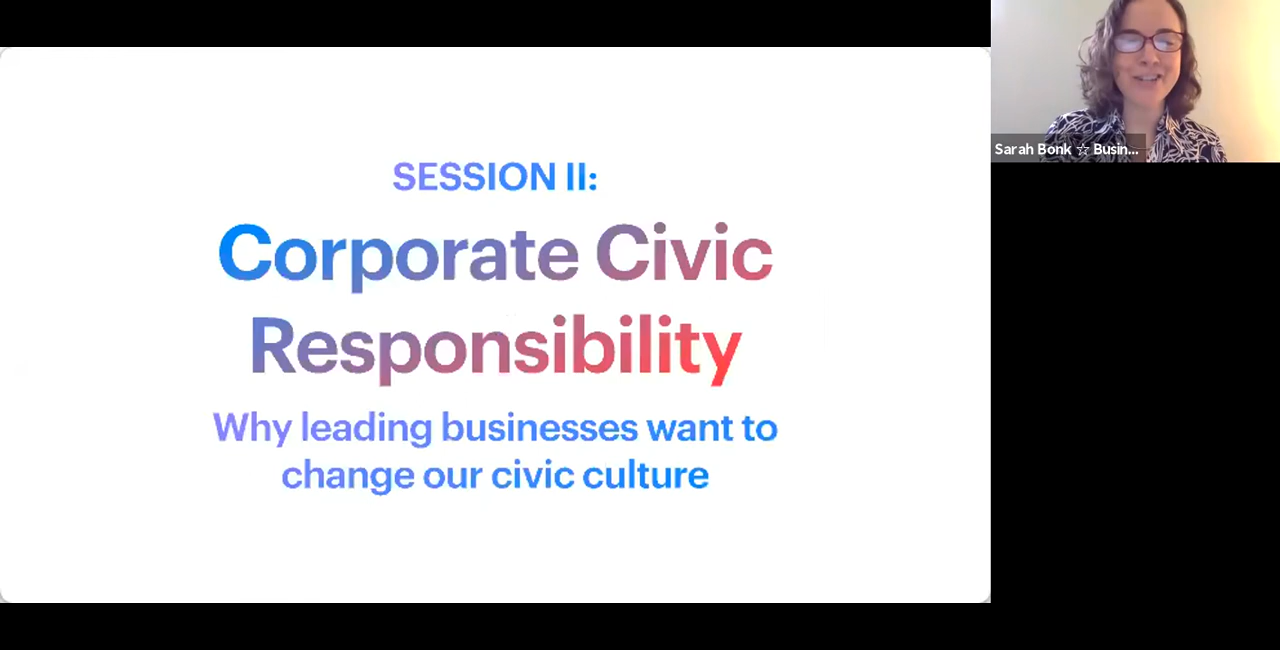 SESSION II:
Corporate Civic
Responsibility
Why leading businesses want to
change our civic culture
Sarah Bonk ☆ Busin...